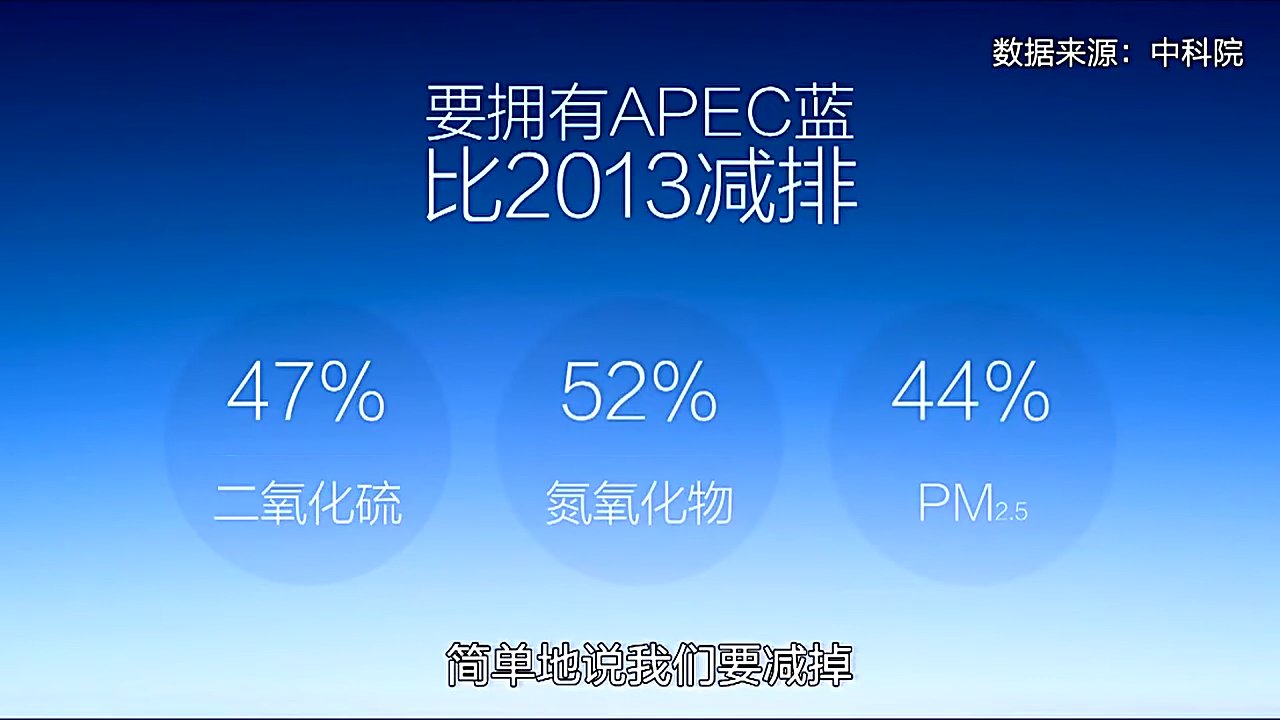 数据来源：中科院
要拥有APEC蓝
比2013减排
47%
二氧化硫
52%
氮氧化物
44%
PM2.5
简单地说我们要减掉